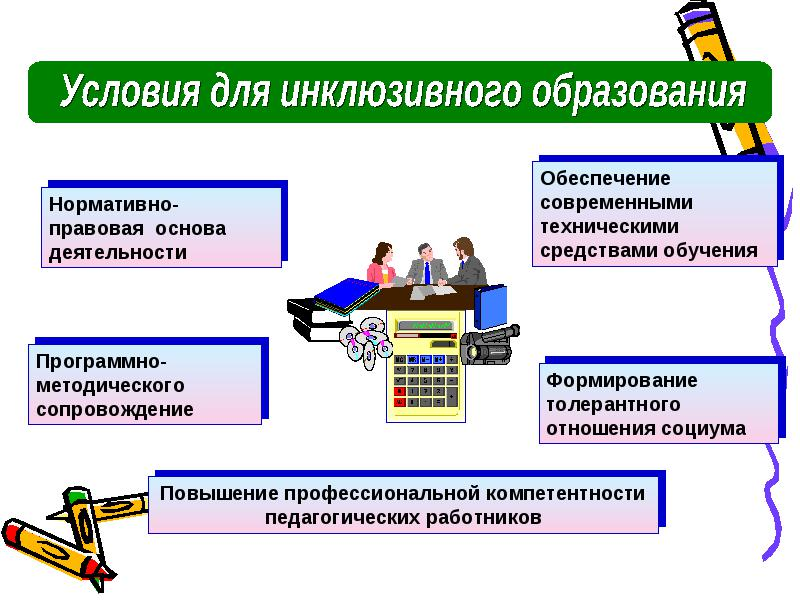 Условия для инклюзивного образования
Нормативно-
правовая основа
деятельности
Обеспечение
современными
техническими
средствами обучения
Программно-
методического
сопровождение
Формирование
толерантного
отношения социума
Повышение профессиональной компетентности
педагогических работников